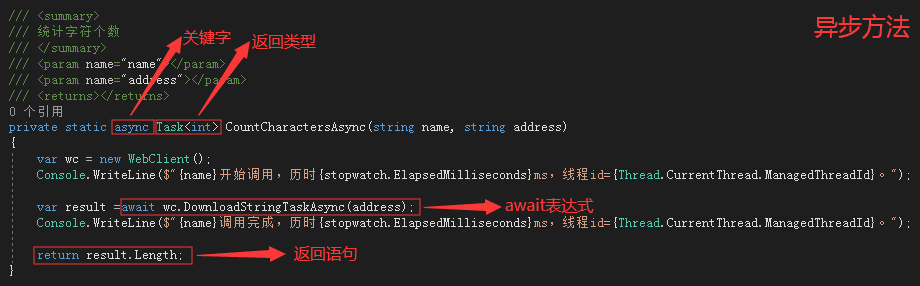 /// <summary>
异步方法
/// 统计字符个数
关键字
返回类型
/// </summary>
/// <param name="name"></param>
/// <param name="address"></param>
/// <returns></returns>
0 个引用
private static async Task<int> CountCharactersAsync(string name, string address)
{
var wc = new WebClient();
Console.WriteLine($"{name}开始调用，历时{stopwatch.ElapsedMilliseconds}ms，线程id={Thread.CurrentThread.ManagedThreadId}。");
var result =await wc.DownloadStringTaskAsync(address);
await表达式
Console.WriteLine($"{name}调用完成，历时{stopwatch.ElapsedMilliseconds}ms，线程id={Thread.CurrentThread.ManagedThreadId}。");
return result.Length;
返回语句
}